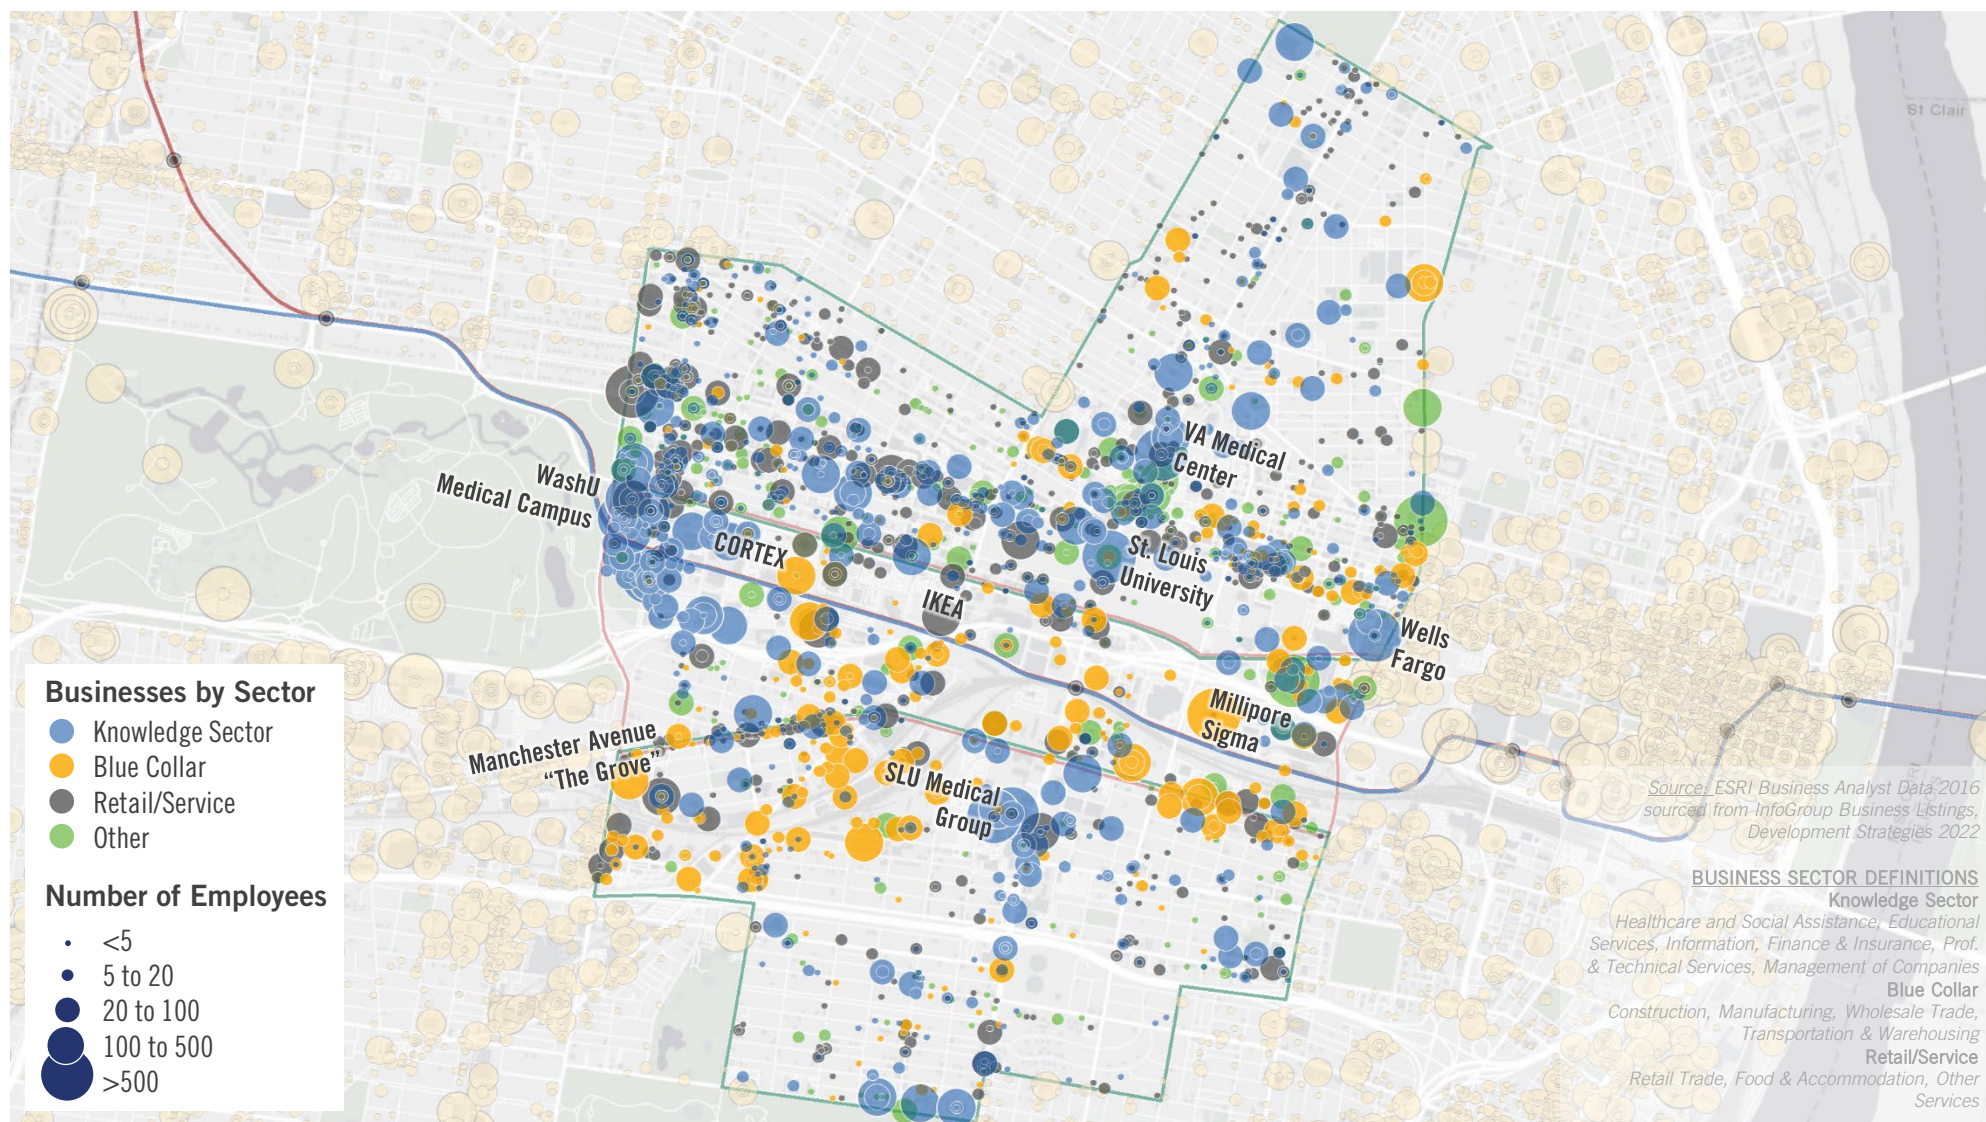 St Clair
VA Medical
Center
WashU
Medical Campus
CORTEX
St. Louis
University
IKEA
Wells
Fargo
Millipore
Sigma
Manchester Avenue
“The Grove”
SLU Medical
Group
Businesses by Sector
Knowledge Sector
Blue Collar
Retail/Service
Other
Number of Employees
<5
5 to 20
20 to 100
100 to 500
>500
Source: ESRI Business Analyst Data 2016
sourced from InfoGroup Business Listings,
Development Strategies 2022
BUSINESS SECTOR DEFINITIONS
Knowledge Sector
Healthcare and Social Assistance, Educational
Services, Information, Finance & Insurance, Prof.
& Technical Services, Management of Companies
Blue Collar
Construction, Manufacturing, Wholesale Trade,
Transportation & Warehousing
Retail/Service
Retail Trade, Food & Accommodation, Other
Services